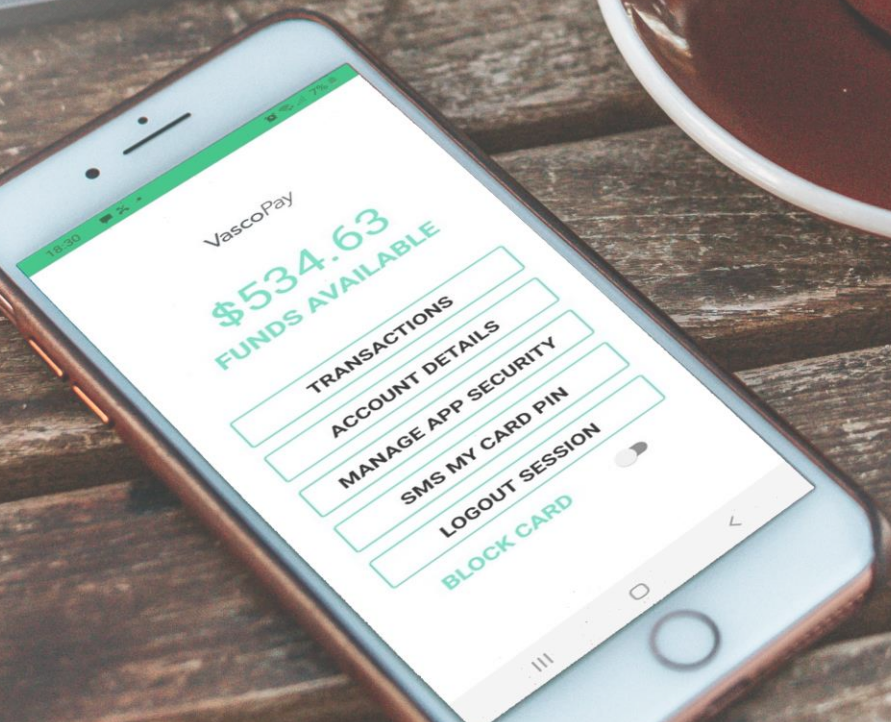 18:30
7%
VascoPay
$534.63
FUNDS AVAILABLE
TRANSACTIONS
ACCOUNT DETAILS
MANAGE APP SECURITY
SMS MY CARD PIN
LOGOUT SESSION
BLOCK CARD